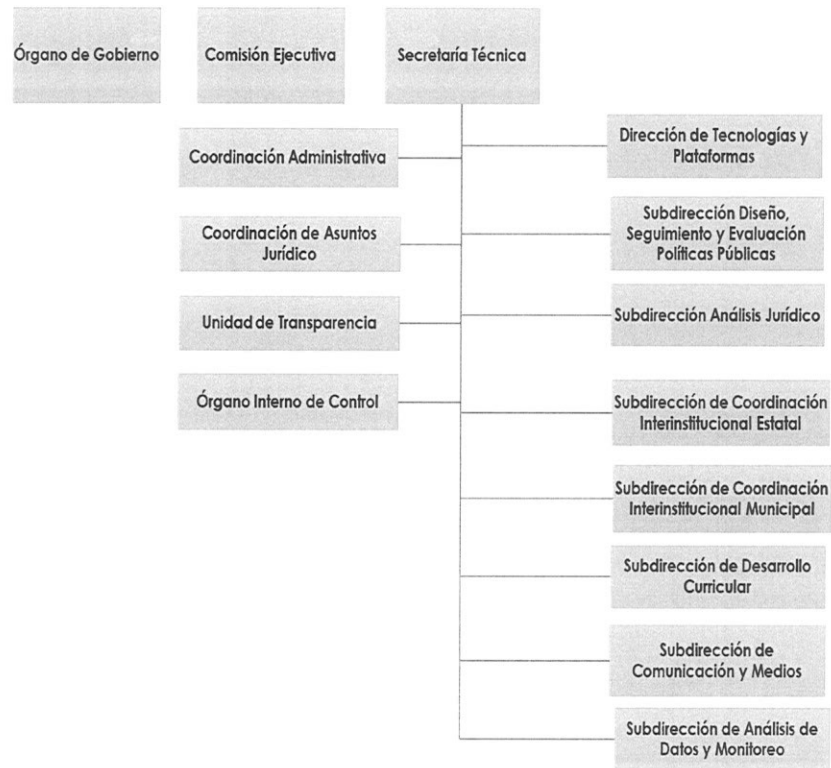 Órgano de Gobierno
Comisión Ejecutiva
Secretaría Técnica
Coordinación Administrativa
Coordinación de Asuntos
Jurídico
Unidad de Transparencia
Órgano Interno de Control
Dirección de Tecnologías y
Plataformas
Subdirección Diseño,
Seguimiento y Evaluación
Políticas Públicas
Subdirección Análisis Jurídico
Subdirección de Coordinación
Interinstitucional Estatal
Subdirección de Coordinación
Interinstitucional Municipal
Subdirección de Desarrollo
Curricular
Subdirección de
Comunicación y Medios
Subdirección de Análisis de
Datos y Monitoreo